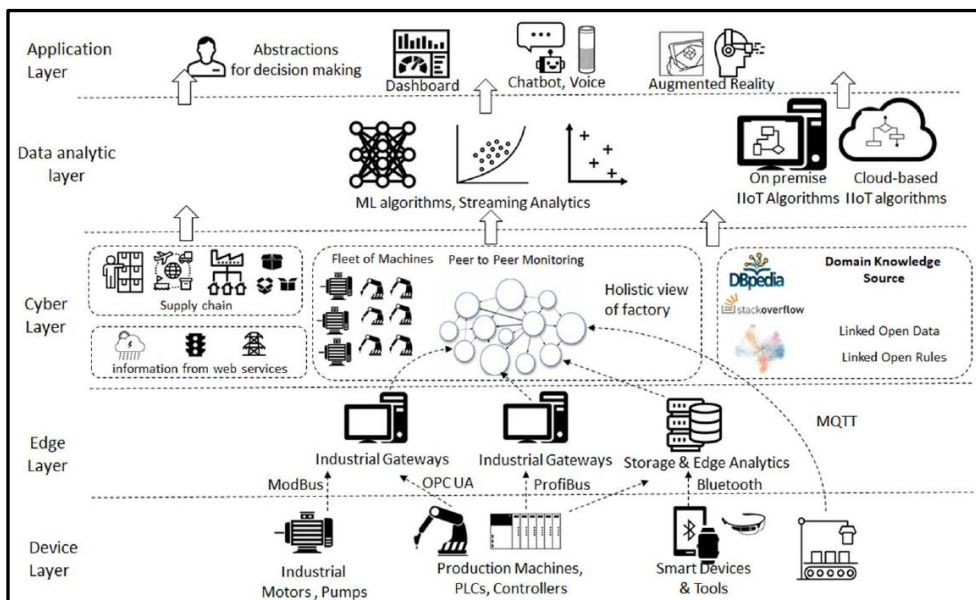 Application
Layer
Abstractions
for decision making
Dashboard
Chatbot, Voice
Augmented Reality
Data analytic
layer
ML algorithms, Streaming Analytics
On premise
IIoT Algorithms
Cloud-based
IIoT algorithms
Cyber
Layer
Supply chain
information from web services
Fleet of Machines
Peer to Peer Monitoring
Holistic view
of factory
DBpedia
stackoverflow
Domain Knowledge
Source
Linked Open Data
Linked Open Rules
Edge
Layer
Industrial Gateways
Industrial Gateways
Storage & Edge Analytics
MQTT
ModBus
OPC UA
ProfiBus
Bluetooth
Device
Layer
Industrial
Motors , Pumps
Production Machines,
PLCs, Controllers
Smart Devices
& Tools